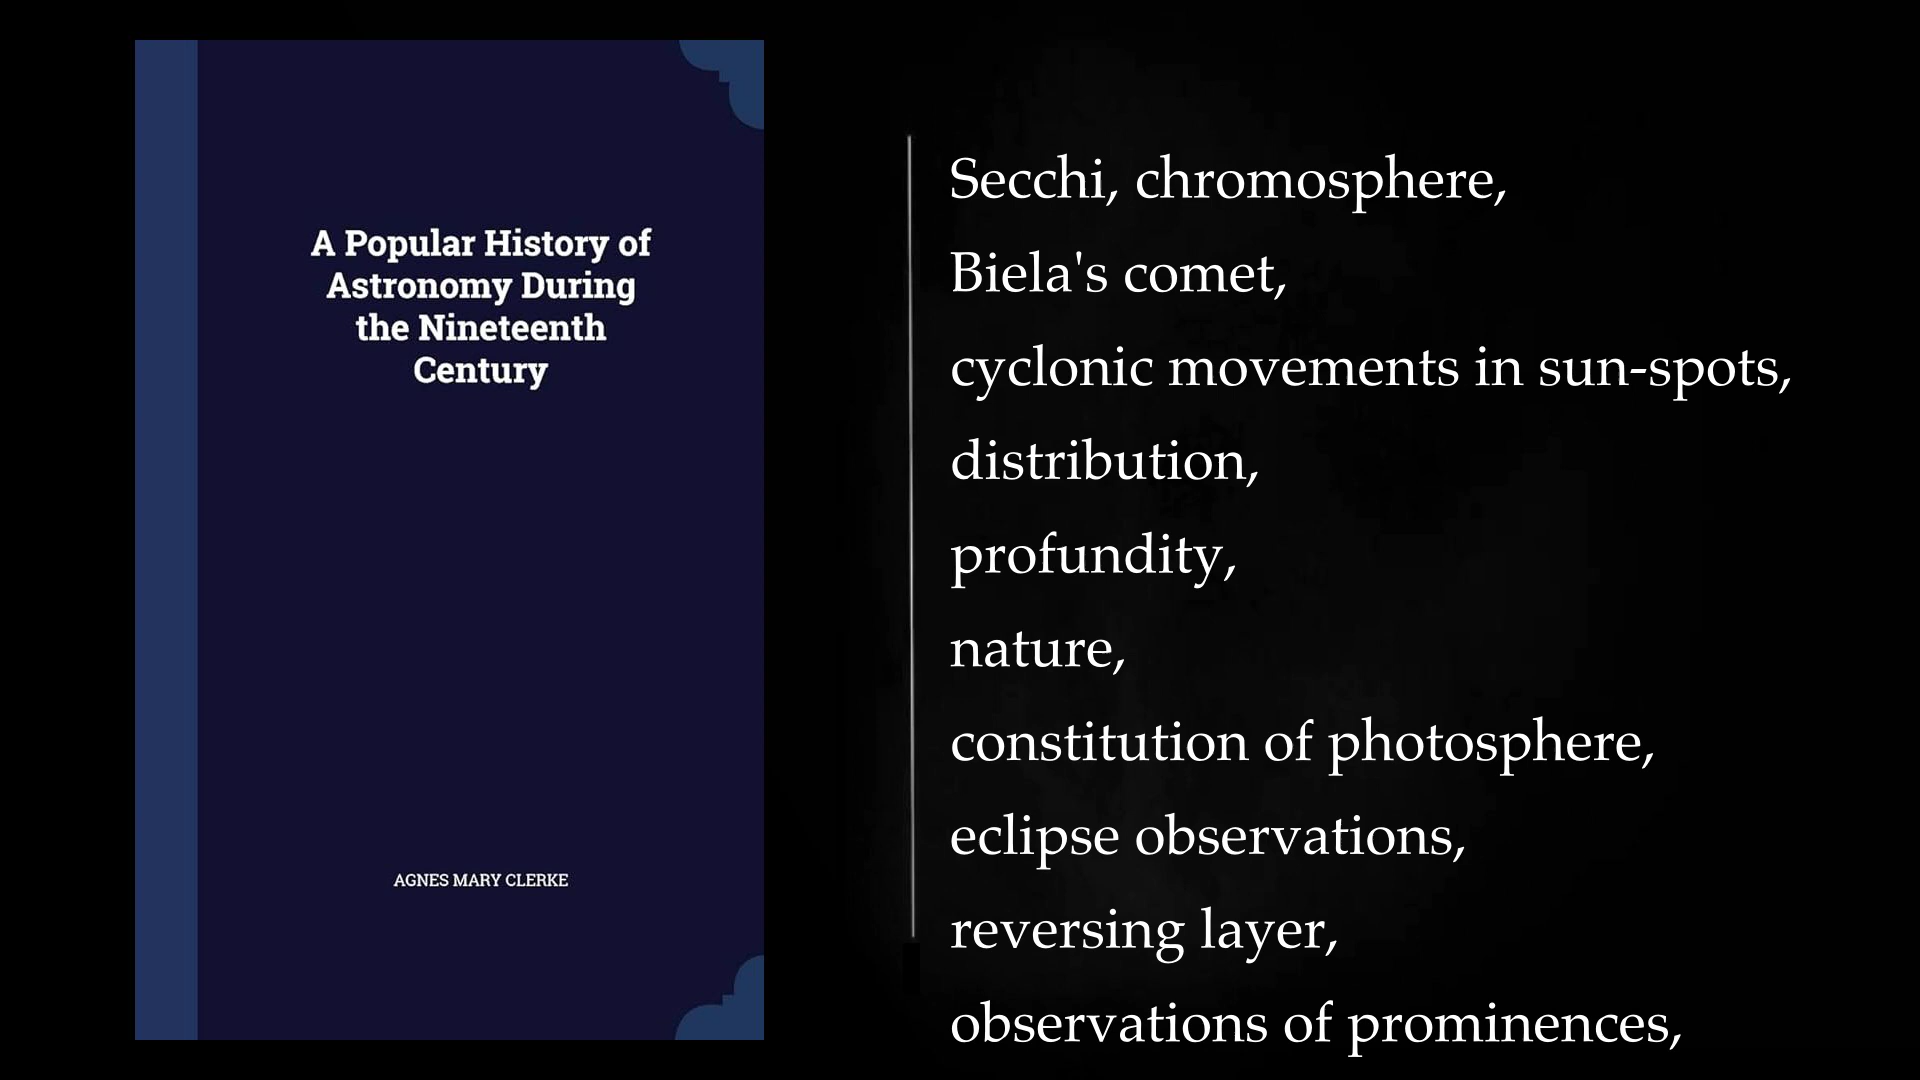 A Popular History of
Astronomy During
the Nineteenth
Century
AGNES MARY CLERKE
Secchi, chromosphere,
Biela's comet,
cyclonic movements in sun-spots,
distribution,
profundity,
nature,
constitution of photosphere,
eclipse observations,
reversing layer,
observations of prominences,